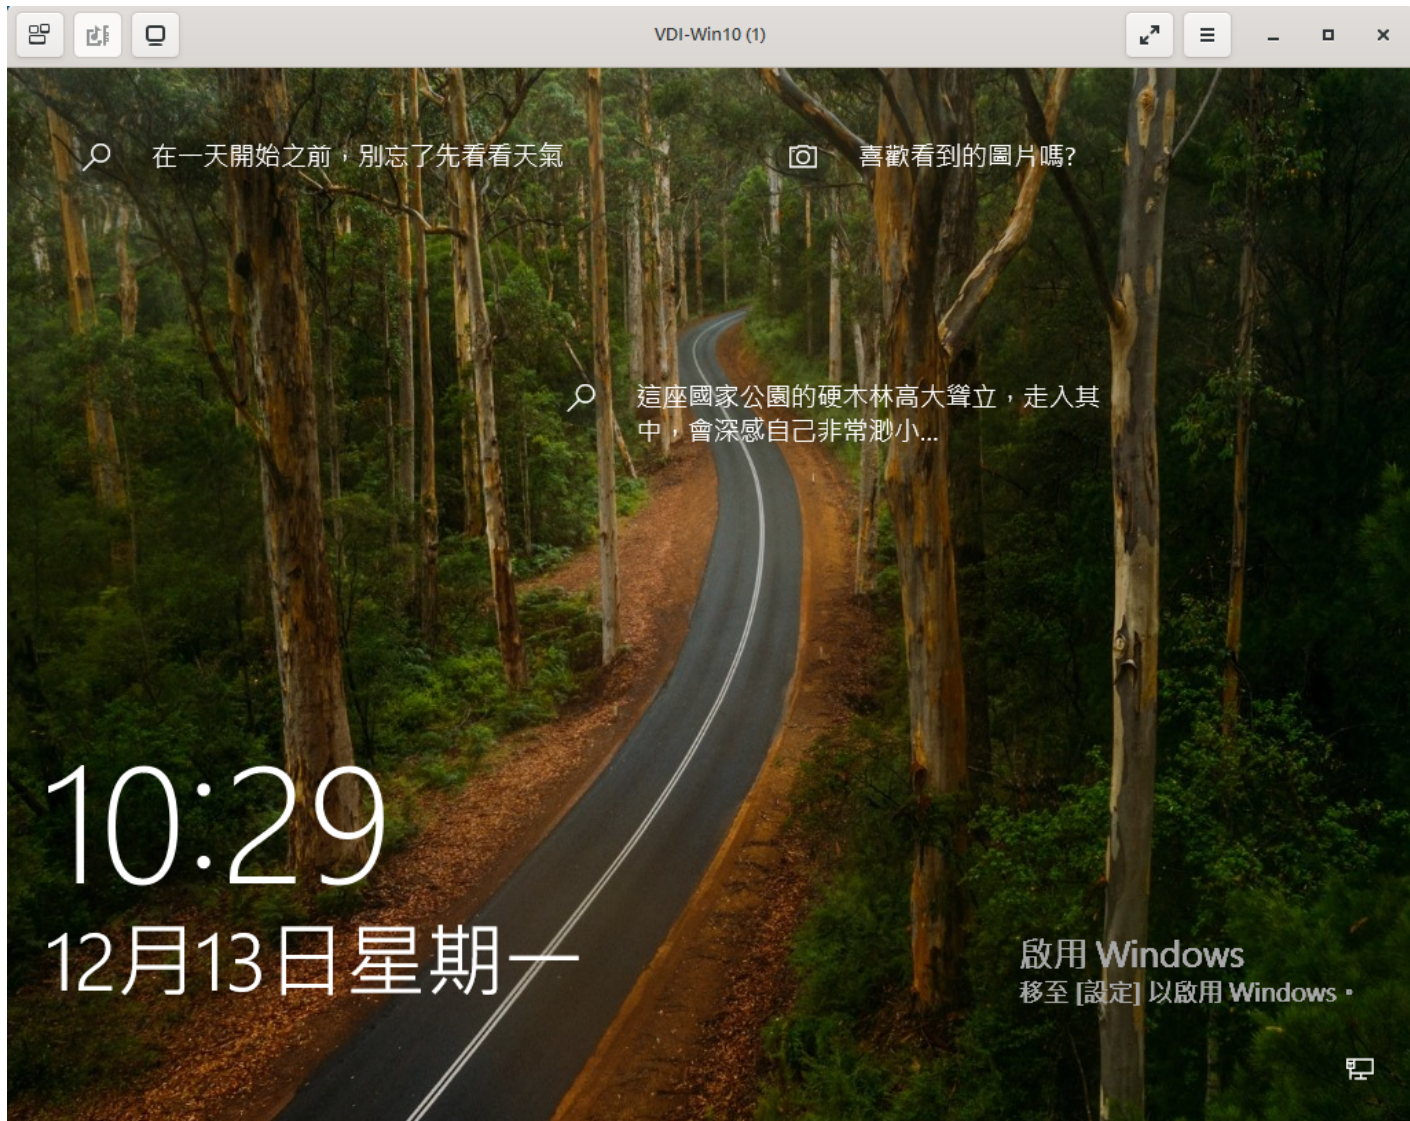 VDI-Win10 (1)
在一天開始之前，別忘了先看看天氣
喜歡看到的圖片嗎?
這座國家公園的硬木林高大聳立，走入其
中，會深感自己非常渺小...
10:29
12月13日星期一
啟用 Windows
移至 [設定] 以啟用 Windows。